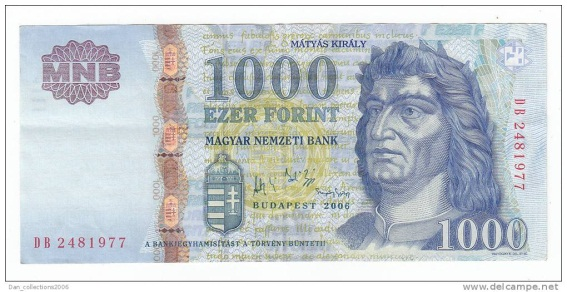 MÁTYÁS KIRÁLY
MNB
1000
EZER FORINT
MAGYAR NEMZETI BANK
BUDAPEST 2006
DB 2481977
DB 2481977
A BANKJEGYHAMISÍTÁST A TÖRVÉNY BÜNTETI!
1000
Dan_collections2006
delcampe.net